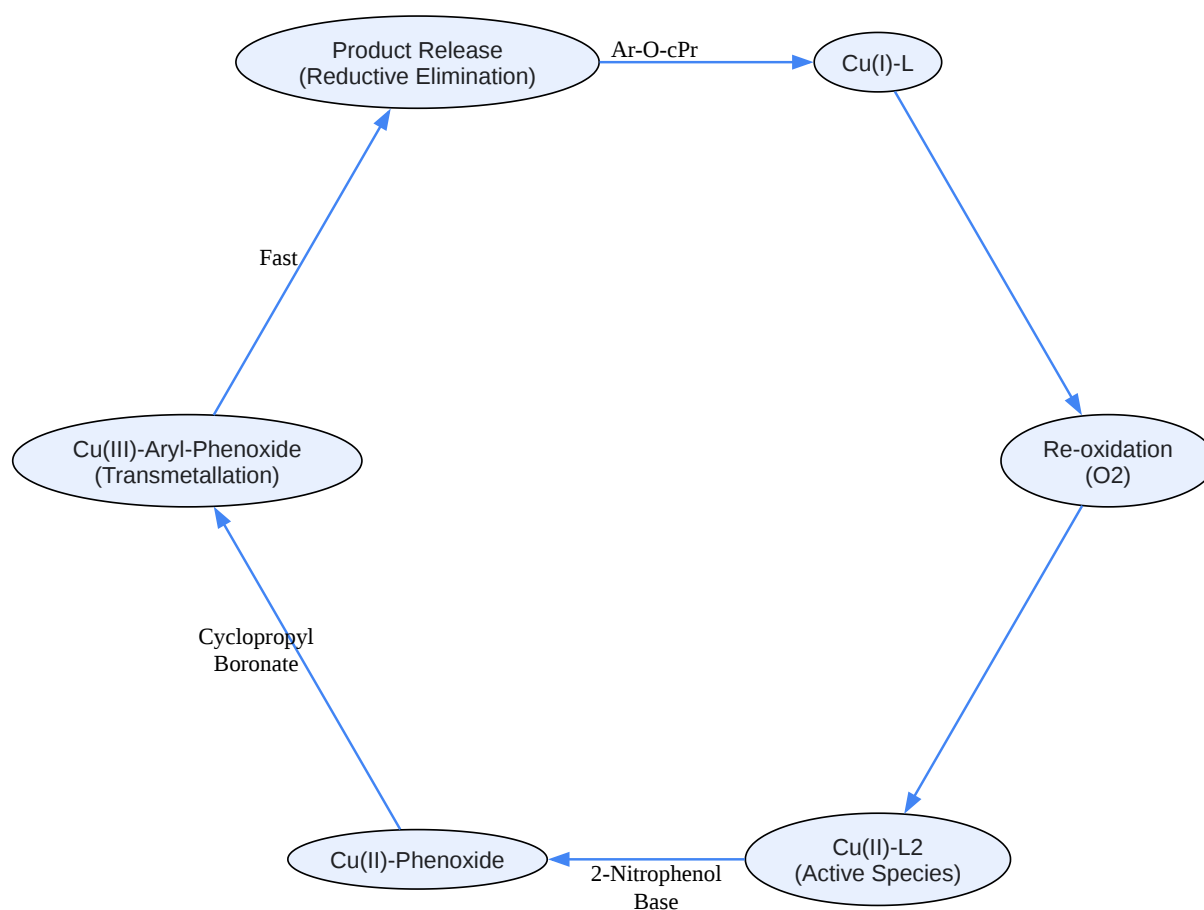 Product Release
(Reductive Elimination)
Ar-O-cPr
Cu(I)-L
Fast
Cu(III)-Aryl-Phenoxide
(Transmetallation)
Re-oxidation
(O2)
Cyclopropyl
Boronate
Cu(II)-Phenoxide
2-Nitrophenol
Base
Cu(II)-L2
(Active Species)